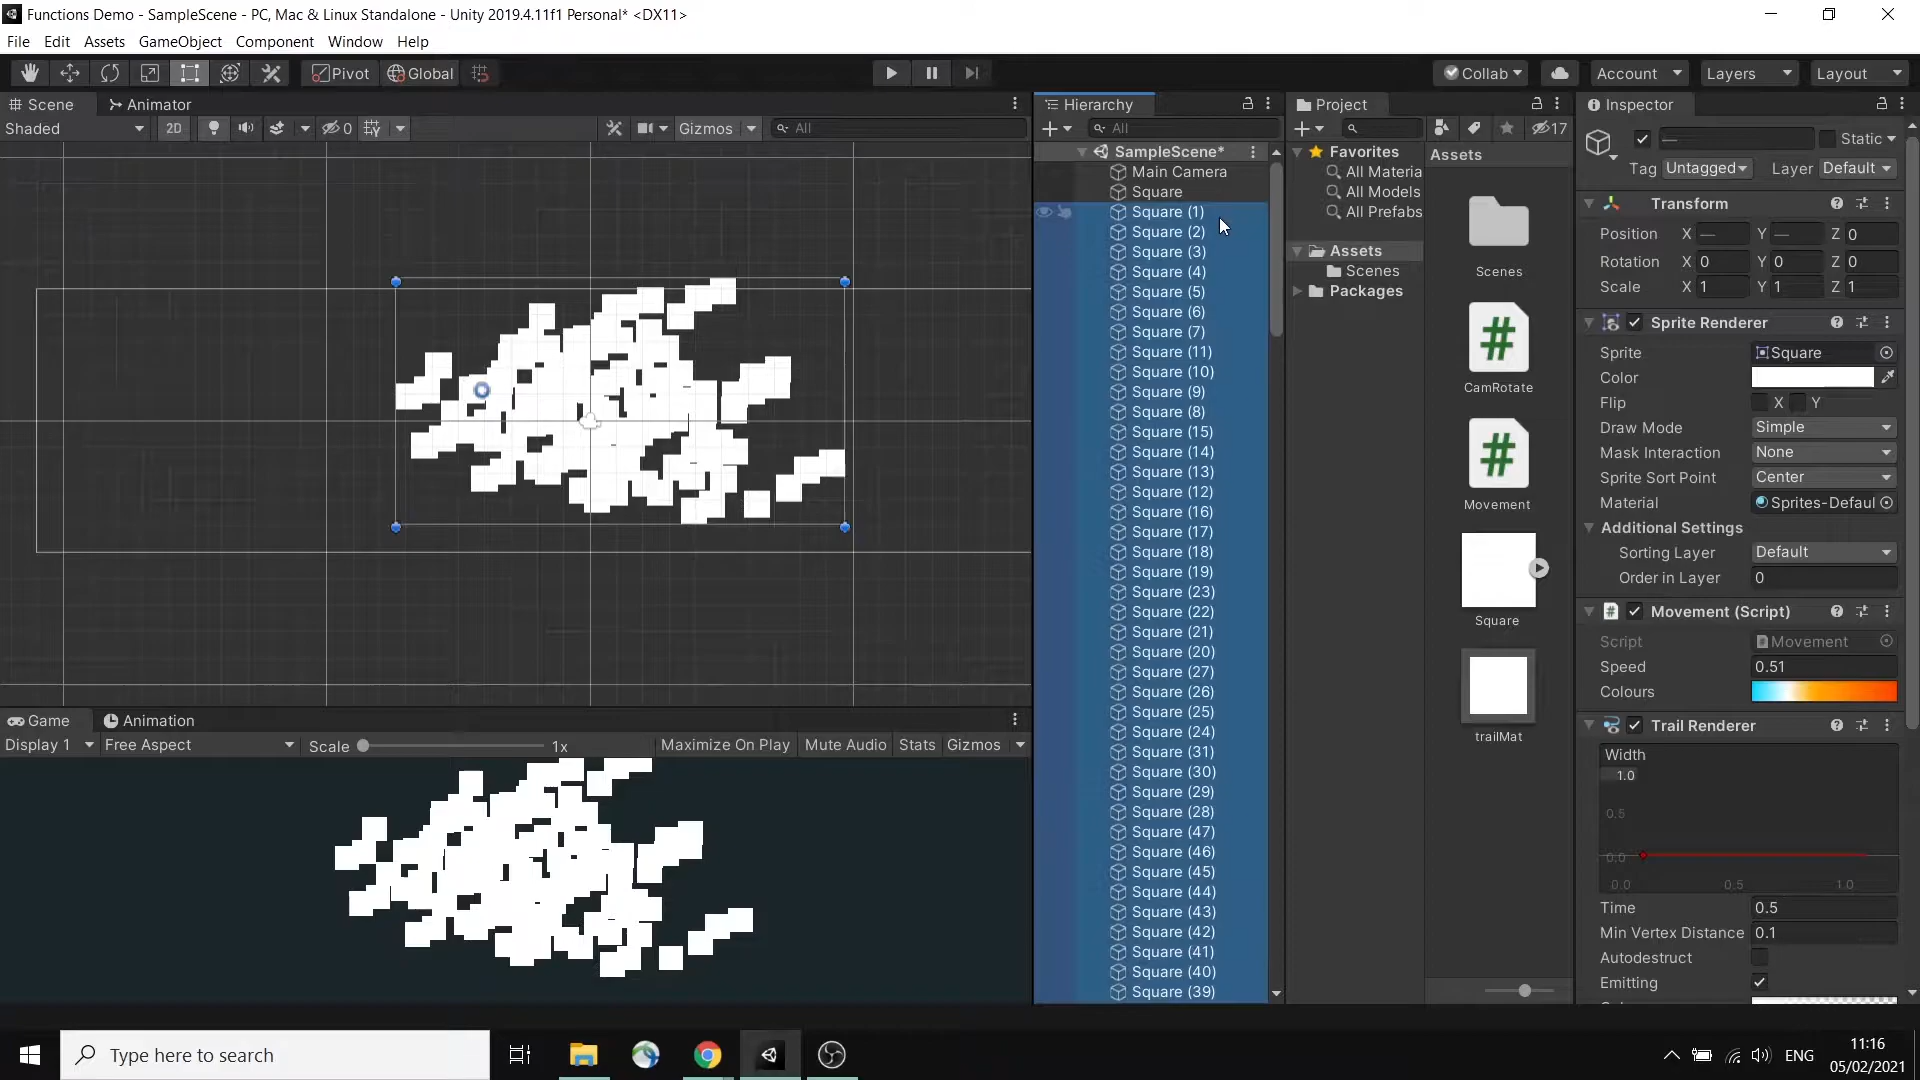 Functions Demo - SampleScene - PC, Mac & Linux Standalone - Unity 2019.4.11f1 Personal* <DX11>
File Edit Assets GameObject Component Window Help
Pivot Global Collab Account Layers Layout
Scene Animator
Shaded 2D 0 Gizmos All
Game Animation
Display 1 Free Aspect Scale 1x Maximize On Play Mute Audio Stats Gizmos
Hierarchy
All
SampleScene*
Main Camera
Square
Square (1)
Square (2)
Square (3)
Square (4)
Square (5)
Square (6)
Square (7)
Square (11)
Square (10)
Square (9)
Square (8)
Square (15)
Square (14)
Square (13)
Square (12)
Square (16)
Square (17)
Square (18)
Square (19)
Square (23)
Square (22)
Square (21)
Square (20)
Square (27)
Square (26)
Square (25)
Square (24)
Square (31)
Square (30)
Square (29)
Square (28)
Square (47)
Square (46)
Square (45)
Square (44)
Square (43)
Square (42)
Square (41)
Square (40)
Square (39)
Project
17
Favorites
All Materia
All Models
All Prefabs
Assets
Scenes
Packages
Assets
Scenes
#
CamRotate
#
Movement
Square
trailMat
Inspector
Static
Tag Untagged Layer Default
Transform
Position X — Y — Z 0
Rotation X 0 Y 0 Z 0
Scale X 1 Y 1 Z 1
Sprite Renderer
Sprite Square
Color
Flip X Y
Draw Mode Simple
Mask Interaction None
Sprite Sort Point Center
Material Sprites-Defaul
Additional Settings
Sorting Layer Default
Order in Layer 0
Movement (Script)
Script Movement
Speed 0.51
Colours
Trail Renderer
Width
1.0
0.5
0.0
0.0 0.5 1.0
Time 0.5
Min Vertex Distance 0.1
Autodestruct
Emitting
Type here to search
ENG
11:16
05/02/2021